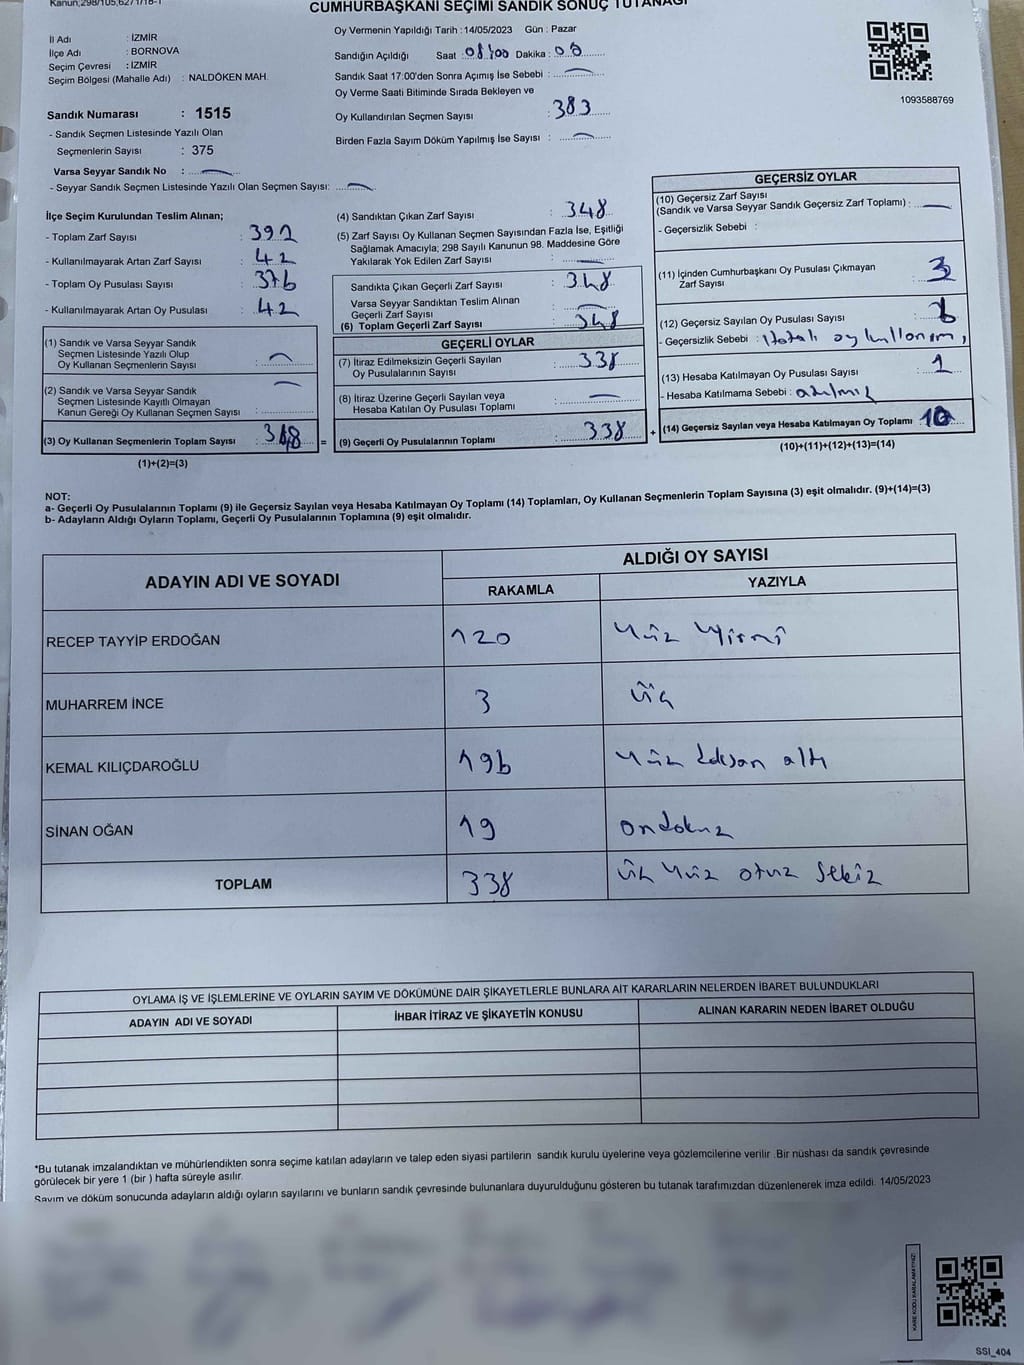 Kanun,298/105,6271/18-1
CUMHURBAŞKANI SEÇİMİ SANDIK SONUÇ TUTANAĞI
İl Adı : İZMİR
İlçe Adı : BORNOVA
Seçim Çevresi : İZMİR
Seçim Bölgesi (Mahalle Adı) : NALDÖKEN MAH.
Oy Vermenin Yapıldığı Tarih :14/05/2023 Gün : Pazar
Sandığın Açıldığı Saat : 08:00 Dakika : 00
Sandık Saat 17:00'den Sonra Açımış İse Sebebi :
Oy Verme Saati Bitiminde Sırada Bekleyen ve
Oy Kullandırılan Seçmen Sayısı : 383
Birden Fazla Sayım Döküm Yapılmış İse Sayısı :
1093588769
Sandık Numarası : 1515
- Sandık Seçmen Listesinde Yazılı Olan
Seçmenlerin Sayısı : 375
Varsa Seyyar Sandık No :
- Seyyar Sandık Seçmen Listesinde Yazılı Olan Seçmen Sayısı:
İlçe Seçim Kurulundan Teslim Alınan;
- Toplam Zarf Sayısı : 392
- Kullanılmayarak Artan Zarf Sayısı : 42
- Toplam Oy Pusulası Sayısı : 376
- Kullanılmayarak Artan Oy Pusulası : 42
(1) Sandık ve Varsa Seyyar Sandık
Seçmen Listesinde Yazılı Olup
Oy Kullanan Seçmenlerin Sayısı :
(2) Sandık ve Varsa Seyyar Sandık
Seçmen Listesinde Kayıtlı Olmayan
Kanun Gereği Oy Kullanan Seçmen Sayısı :
(3) Oy Kullanan Seçmenlerin Toplam Sayısı : 348 =
(1)+(2)=(3)
(4) Sandıktan Çıkan Zarf Sayısı : 348
(5) Zarf Sayısı Oy Kullanan Seçmen Sayısından Fazla İse, Eşitliği
Sağlamak Amacıyla; 298 Sayılı Kanunun 98. Maddesine Göre
Yakılarak Yok Edilen Zarf Sayısı :
Sandıkta Çıkan Geçerli Zarf Sayısı : 348
Varsa Seyyar Sandıktan Teslim Alınan
Geçerli Zarf Sayısı :
(6) Toplam Geçerli Zarf Sayısı : 348
GEÇERLİ OYLAR
(7) İtiraz Edilmeksizin Geçerli Sayılan
Oy Pusulalarının Sayısı : 338
(8) İtiraz Üzerine Geçerli Sayılan veya
Hesaba Katılan Oy Pusulası Toplamı :
(9) Geçerli Oy Pusulalarının Toplamı : 338 +
GEÇERSİZ OYLAR
(10) Geçersiz Zarf Sayısı
(Sandık ve Varsa Seyyar Sandık Geçersiz Zarf Toplamı) :
- Geçersizlik Sebebi :
(11) İçinden Cumhurbaşkanı Oy Pusulası Çıkmayan
Zarf Sayısı : 3
(12) Geçersiz Sayılan Oy Pusulası Sayısı : 6
- Geçersizlik Sebebi : Hatalı oy kullanım,
(13) Hesaba Katılmayan Oy Pusulası Sayısı : 1
- Hesaba Katılmama Sebebi :
(14) Geçersiz Sayılan veya Hesaba Katılmayan Oy Toplamı : 10
(10)+(11)+(12)+(13)=(14)
NOT:
a- Geçerli Oy Pusulalarının Toplamı (9) ile Geçersiz Sayılan veya Hesaba Katılmayan Oy Toplamı (14) Toplamları, Oy Kullanan Seçmenlerin Toplam Sayısına (3) eşit olmalıdır. (9)+(14)=(3)
b- Adayların Aldığı Oyların Toplamı, Geçerli Oy Pusulalarının Toplamına (9) eşit olmalıdır.
ADAYIN ADI VE SOYADI
ALDIĞI OY SAYISI
RAKAMLA YAZIYLA
RECEP TAYYİP ERDOĞAN 120 Yüz Yirmi
MUHARREM İNCE 3 Üç
KEMAL KILIÇDAROĞLU 196 Yüz doksan altı
SİNAN OĞAN 19 ondokuz
TOPLAM 338 Üç Yüz otuz Sekiz
OYLAMA İŞ VE İŞLEMLERİNE VE OYLARIN SAYIM VE DÖKÜMÜNE DAİR ŞİKAYETLERLE BUNLARA AİT KARARLARIN NELERDEN İBARET BULUNDUKLARI
ADAYIN ADI VE SOYADI İHBAR İTİRAZ VE ŞİKAYETİN KONUSU ALINAN KARARIN NEDEN İBARET OLDUĞU
*Bu tutanak imzalandıktan ve mühürlendikten sonra seçime katılan adayların ve talep eden siyasi partilerin sandık kurulu üyelerine veya gözlemcilerine verilir .Bir nüshası da sandık çevresinde
görülecek bir yere 1 (bir ) hafta süreyle asılır.
Sayım ve döküm sonucunda adayların aldığı oyların sayılarını ve bunların sandık çevresinde bulunanlara duyurulduğunu gösteren bu tutanak tarafımızdan düzenlenerek imza edildi. 14/05/2023
KARE KODU KARALAMAYINIZ!
SSI_404